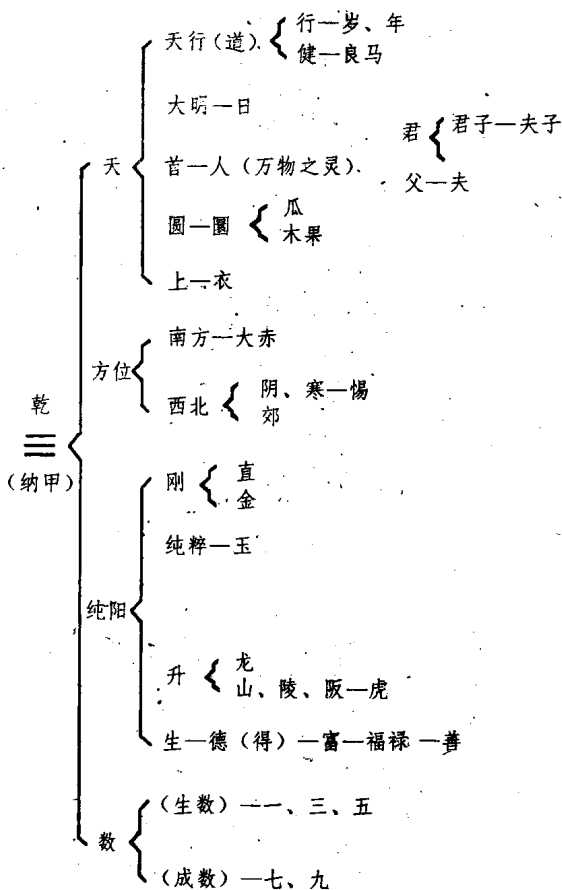 行—岁、年
天行（道）
健—良马
大明—日
君
君子—夫子
天
首—人（万物之灵）
父—夫
圆—圜
瓜
木果
上—衣
南方—大赤
方位
阴、寒—惕
西北
郊
乾
☰
（纳甲）
刚
直
金
纯粹—玉
纯阳
升
龙
山、陵、阪—虎
生—德（得）—富—福禄—善
（生数）—一、三、五
数
（成数）—七、九